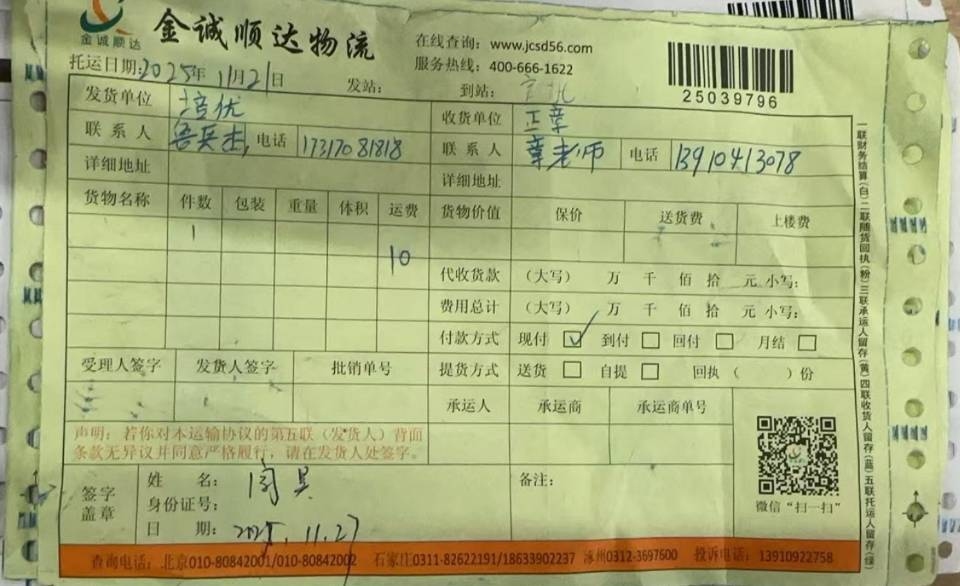 金诚顺达
金诚顺达物流
在线查询：www.jcsd56.com
服务热线：400-666-1622
25039796
托运日期：2025年 11月21日 发站： 到站：
发货单位 培优 收货单位
联系人 电话 17317081818 联系人 章老师 电话 13910413078
详细地址 详细地址
货物名称 件数 包装 重量 体积 运费 货物价值 保价 送货费 上楼费
1
10
代收货款 （大写） 万 千 佰 拾 元 小写：
费用总计 （大写） 万 千 佰 拾 元 小写：
付款方式 现付 ☑ 到付 □ 回付 □ 月结 □
受理人签字 发货人签字 批销单号 提货方式 送货 □ 自提 □ 回执（ ）份
承运人 承运商 承运商单号
声明：若你对本运输协议的第五联（发货人）背面
条款无异议并同意严格履行，请在发货人处签字。
签字
盖章
姓 名：
身份证号：
日 期：2025.11.27
备注：
微信“扫一扫”
一联财务结算（白）二联随货回执（粉）三联承运人留存（黄）四联收货人留存（蓝）五联托运人留存（绿）
查询电话：北京010-80842001/010-80842002 石家庄0311-82622191/18633902237 涿州0312-3697600 投诉电话：13910922758